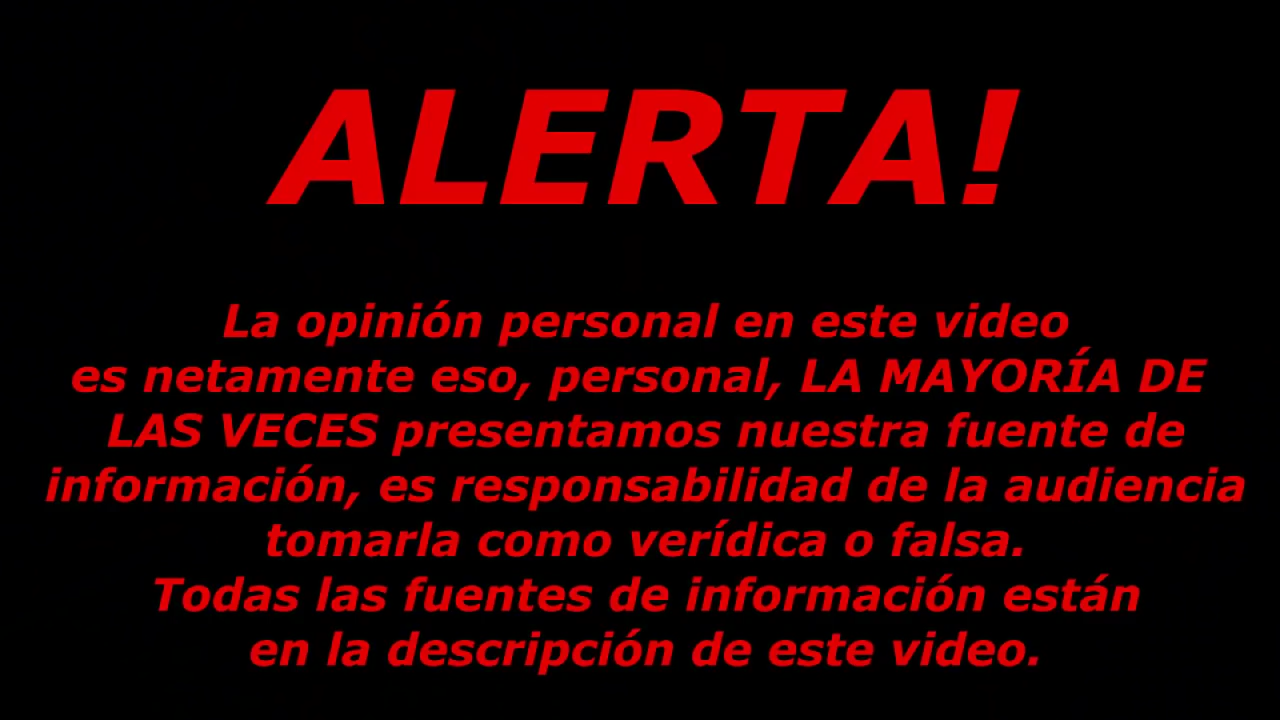 ALERTA!
La opinión personal en este video
es netamente eso, personal, LA MAYORÍA DE
LAS VECES presentamos nuestra fuente de
información, es responsabilidad de la audiencia
tomarla como verídica o falsa.
Todas las fuentes de información están
en la descripción de este video.